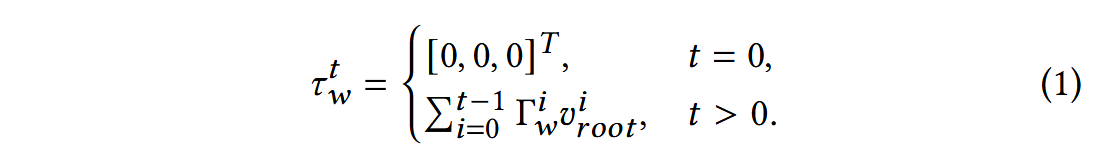 τ_w^t = { [0, 0, 0]^T, t = 0,
∑_{i=0}^{t−1} Γ_w^i v_{root}^i, t > 0. (1)